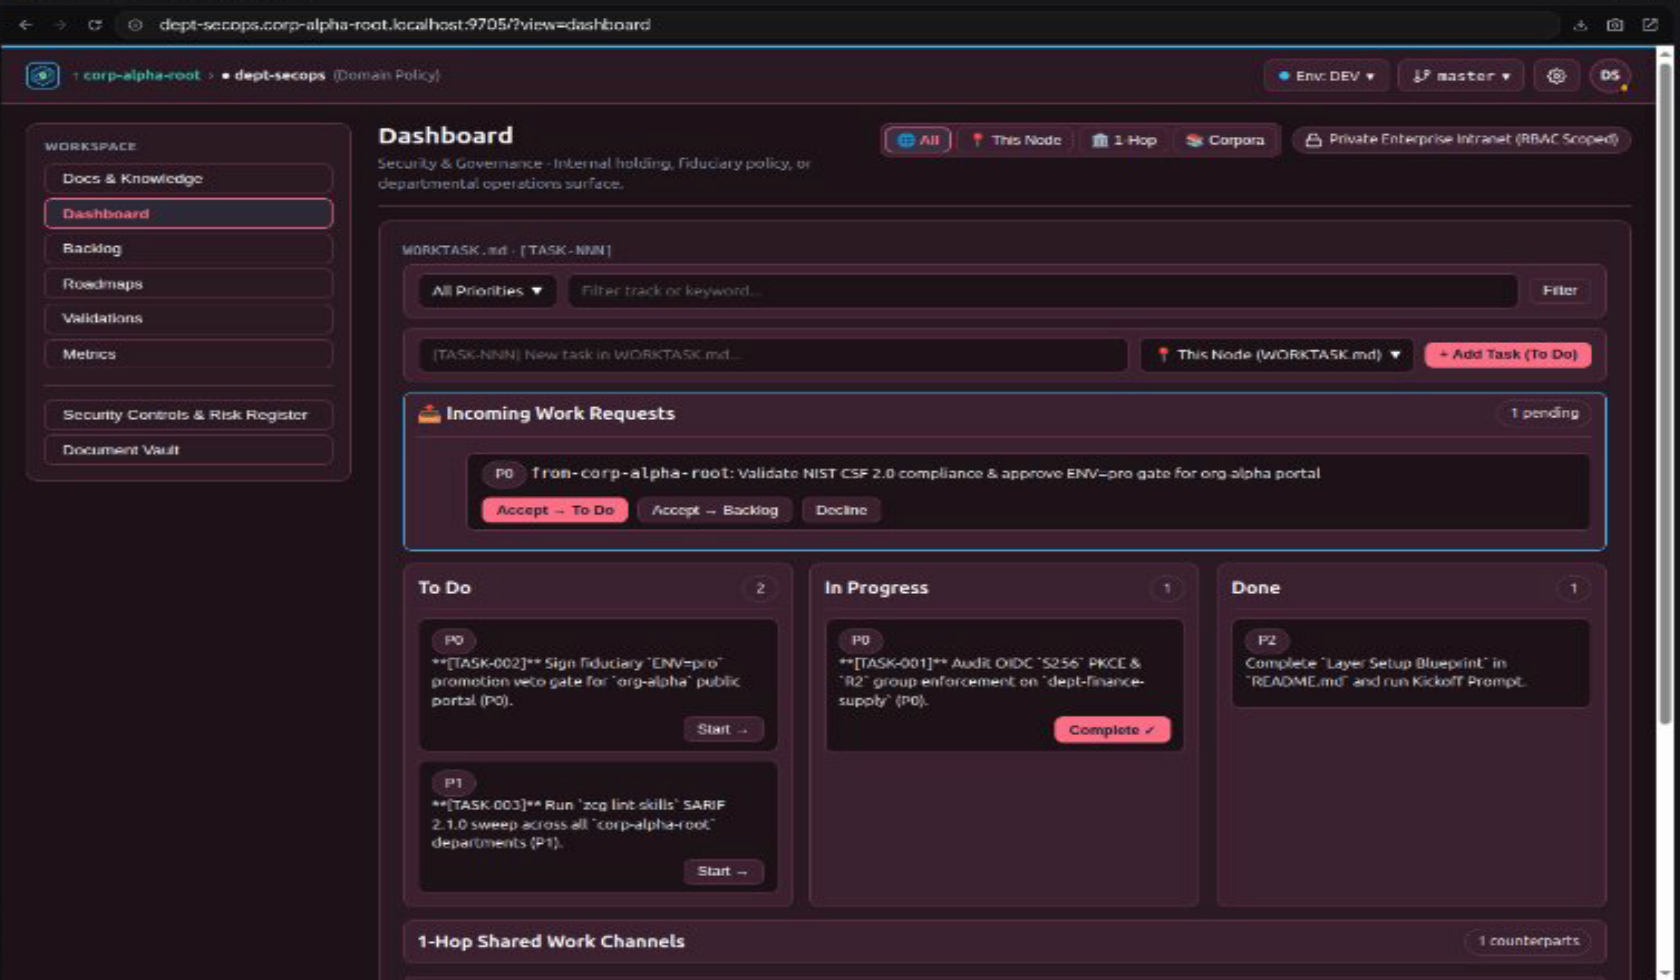 dept-secops.corp-alpha-root.localhost:9705/?view=dashboard
↑ corp-alpha-root › ● dept-secops (Domain Policy)
Env: DEV ▾
master ▾
DS
WORKSPACE
Docs & Knowledge
Dashboard
Backlog
Roadmaps
Validations
Metrics
Security Controls & Risk Register
Document Vault
Dashboard
Security & Governance · Internal holding, fiduciary policy, or
departmental operations surface.
All
This Node
1-Hop
Corpora
Private Enterprise Intranet (RBAC Scoped)
WORKTASK.md · [TASK-NNN]
All Priorities ▼
Filter track or keyword...
Filter
[TASK-NNN] New task in WORKTASK.md...
This Node (WORKTASK.md) ▼
+ Add Task (To Do)
Incoming Work Requests
1 pending
P0 from-corp-alpha-root: Validate NIST CSF 2.0 compliance & approve ENV=pro gate for org-alpha portal
Accept → To Do
Accept → Backlog
Decline
To Do
2
P0
**[TASK-002]** Sign fiduciary `ENV=pro`
promotion veto gate for `org-alpha` public
portal (P0).
Start →
P1
**[TASK-003]** Run `zcg lint-skills` SARIF
2.1.0 sweep across all `corp-alpha-root`
departments (P1).
Start →
In Progress
1
P0
**[TASK-001]** Audit OIDC `S256` PKCE &
`R2` group enforcement on `dept-finance-
supply` (P0).
Complete ✓
Done
1
P2
Complete `Layer Setup Blueprint` in
`README.md` and run Kickoff Prompt.
1-Hop Shared Work Channels
1 counterparts